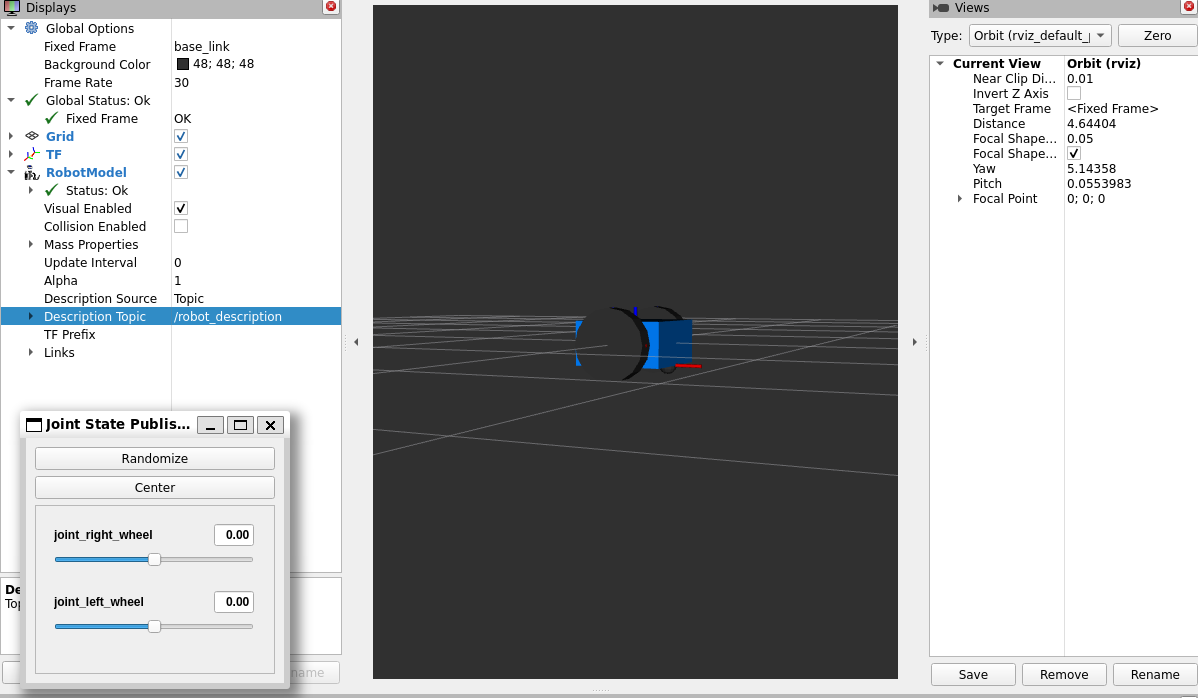 Displays
Global Options
Fixed Frame base_link
Background Color 48; 48; 48
Frame Rate 30
Global Status: Ok
Fixed Frame OK
Grid
TF
RobotModel
Status: Ok
Visual Enabled
Collision Enabled
Mass Properties
Update Interval 0
Alpha 1
Description Source Topic
Description Topic /robot_description
TF Prefix
Links
Joint State Publis...
Randomize
Center
joint_right_wheel 0.00
joint_left_wheel 0.00
Views
Type: Orbit (rviz_default_ Zero
Current View Orbit (rviz)
Near Clip Di... 0.01
Invert Z Axis
Target Frame <Fixed Frame>
Distance 4.64404
Focal Shape... 0.05
Focal Shape...
Yaw 5.14358
Pitch 0.0553983
Focal Point 0; 0; 0
Save Remove Rename